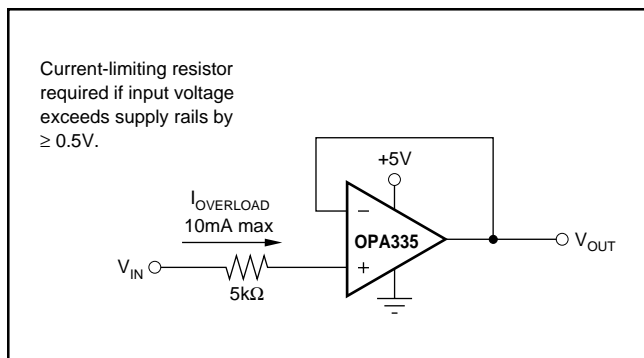 Current-limiting resistor
required if input voltage
exceeds supply rails by
≥ 0.5V.
+5V
I_OVERLOAD
10mA max
−
OPA335
V_OUT
V_IN
+
5kΩ